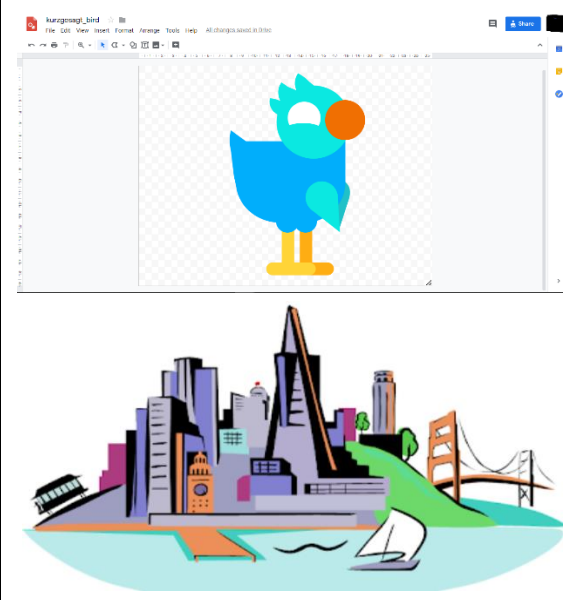 kurzgesagt_bird
File Edit View Insert Format Arrange Tools Help All changes saved in Drive
Share